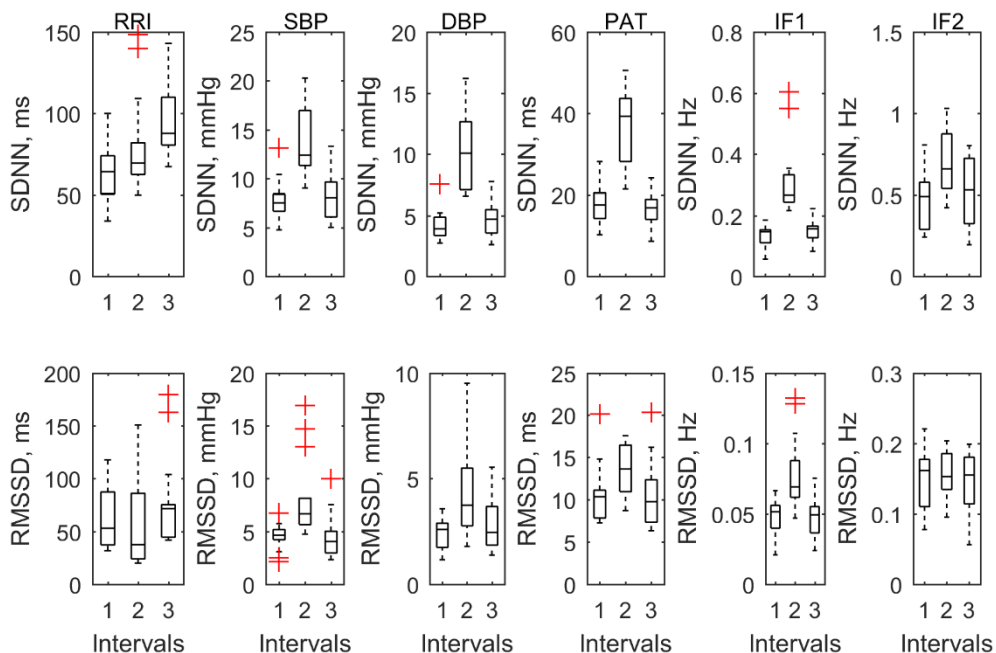 RRI SBP DBP PAT IF1 IF2
SDNN, ms
150
100
50
0
1 2 3
SDNN, mmHg
25
20
15
10
5
0
1 2 3
SDNN, mmHg
20
15
10
5
0
1 2 3
SDNN, ms
60
40
20
0
1 2 3
SDNN, Hz
0.8
0.6
0.4
0.2
0
1 2 3
SDNN, Hz
1.5
1
0.5
0
1 2 3
RMSSD, ms
200
150
100
50
0
1 2 3
Intervals
RMSSD, mmHg
20
15
10
5
0
1 2 3
Intervals
RMSSD, mmHg
10
5
0
1 2 3
Intervals
RMSSD, ms
25
20
15
10
5
0
1 2 3
Intervals
RMSSD, Hz
0.15
0.1
0.05
0
1 2 3
Intervals
RMSSD, Hz
0.3
0.2
0.1
0
1 2 3
Intervals